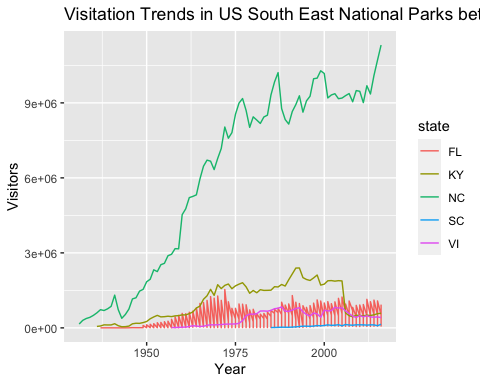 Visitation Trends in US South East National Parks bet
9e+06
6e+06
3e+06
0e+00
Visitors
1950
1975
2000
Year
state
FL
KY
NC
SC
VI